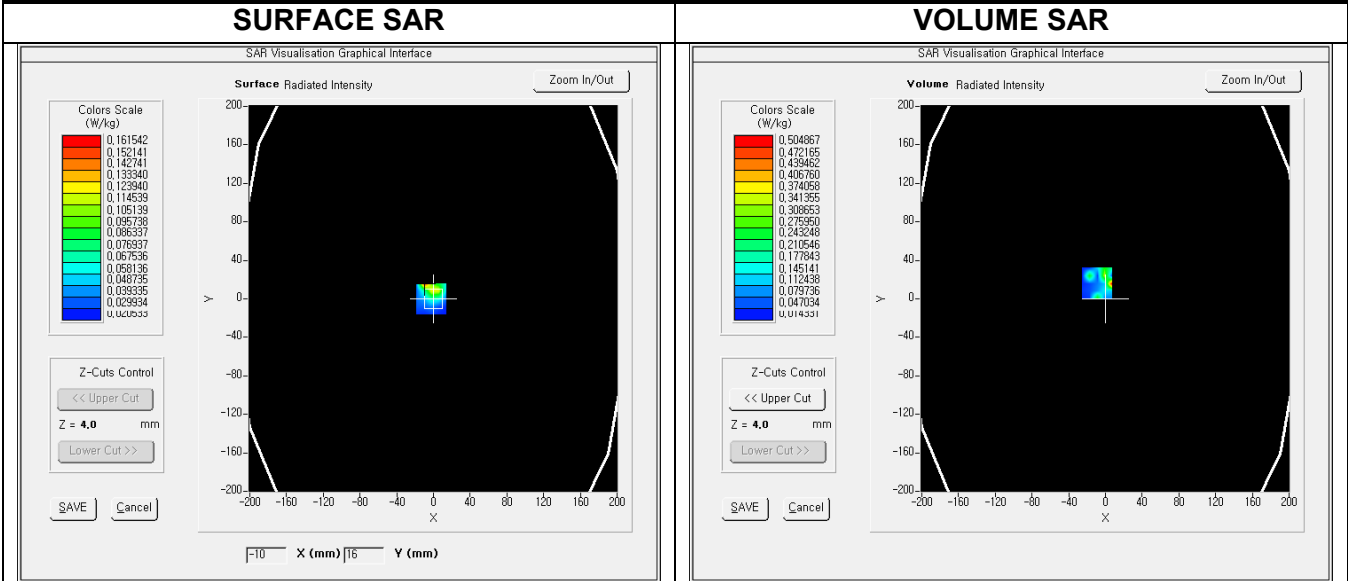 SURFACE SAR
SAR Visualisation Graphical Interface
Surface Radiated Intensity
Zoom In/Out
Colors Scale
(W/kg)
0,161542
0,152141
0,142741
0,133340
0,123940
0,114539
0,105139
0,095738
0,086337
0,076937
0,067536
0,058136
0,048735
0,039335
0,029934
0,020533
Z-Cuts Control
<< Upper Cut
Z = 4.0 mm
Lower Cut >>
SAVE Cancel
200
160
120
80
40
0
-40
-80
-120
-160
-200
Y
-200 -160 -120 -80 -40 0 40 80 120 160 200
X
-10 X (mm) 16 Y (mm)
VOLUME SAR
SAR Visualisation Graphical Interface
Volume Radiated Intensity
Zoom In/Out
Colors Scale
(W/kg)
0,504867
0,472165
0,439462
0,406760
0,374058
0,341355
0,308653
0,275950
0,243248
0,210546
0,177843
0,145141
0,112438
0,079736
0,047034
0,014331
Z-Cuts Control
<< Upper Cut
Z = 4.0 mm
Lower Cut >>
SAVE Cancel
200
160
120
80
40
0
-40
-80
-120
-160
-200
Y
-200 -160 -120 -80 -40 0 40 80 120 160 200
X